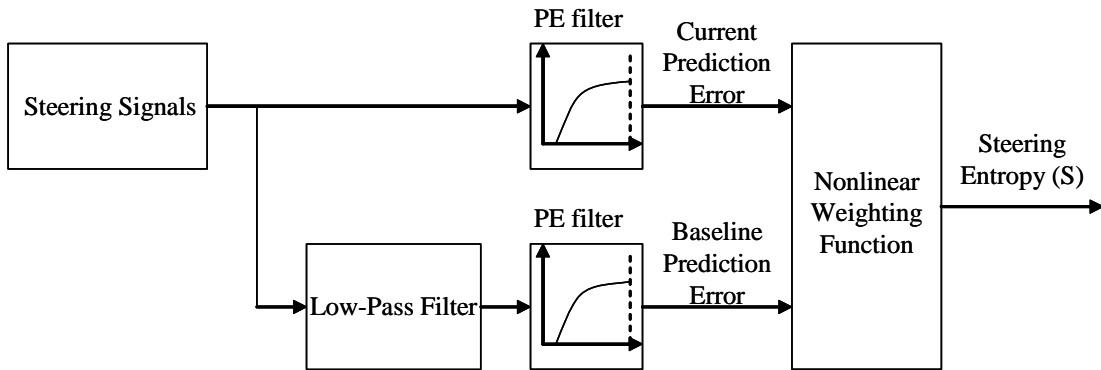 PE filter
Current
Prediction
Error
Steering Signals
Steering
Entropy (S)
Nonlinear
Weighting
Function
PE filter
Baseline
Prediction
Error
Low-Pass Filter